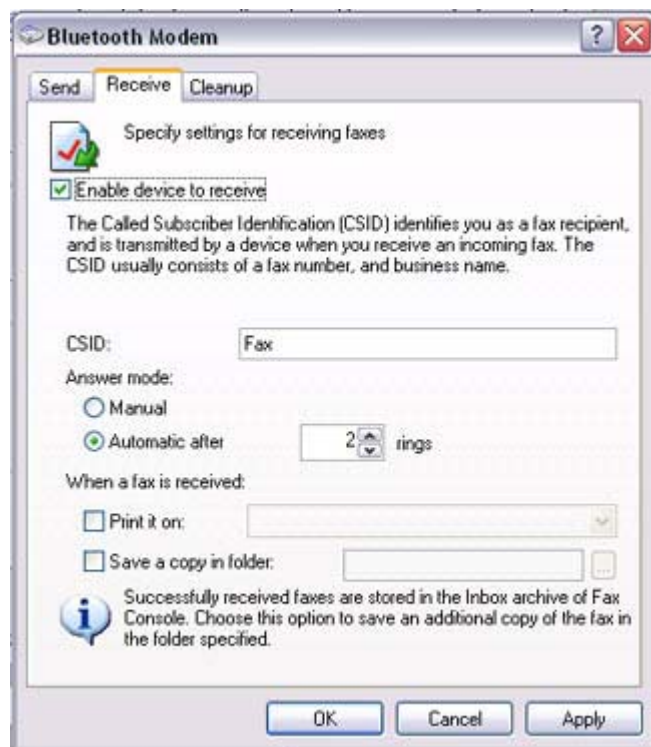 Bluetooth Modem
Send Receive Cleanup
Specify settings for receiving faxes
Enable device to receive
The Called Subscriber Identification (CSID) identifies you as a fax recipient,
and is transmitted by a device when you receive an incoming fax. The
CSID usually consists of a fax number, and business name.
CSID: Fax
Answer mode:
Manual
Automatic after 2 rings
When a fax is received:
Print it on:
Save a copy in folder: ...
Successfully received faxes are stored in the Inbox archive of Fax
Console. Choose this option to save an additional copy of the fax in
the folder specified.
OK Cancel Apply